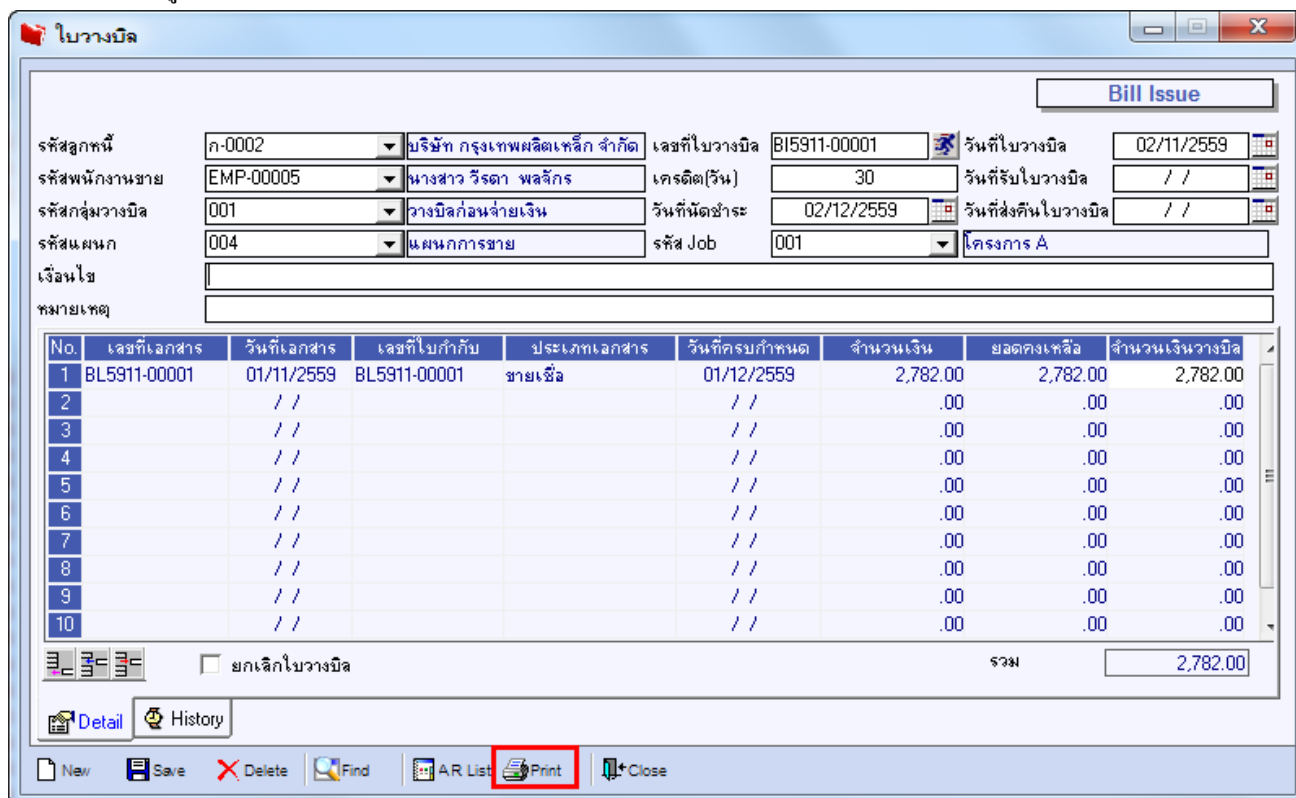 ใบวางบิล
Bill Issue
รหัสลูกหนี้ ก-0002 บริษัท กรุงเทพผลิตเหล็ก จำกัด เลขที่ใบวางบิล BI5911-00001 วันที่ใบวางบิล 02/11/2559
รหัสพนักงานขาย EMP-00005 นางสาว วีรดา พลจักร เครดิต(วัน) 30 วันที่รับใบวางบิล / /
รหัสกลุ่มวางบิล 001 วางบิลก่อนจ่ายเงิน วันที่นัดชำระ 02/12/2559 วันที่ส่งคืนใบวางบิล / /
รหัสแผนก 004 แผนกการขาย รหัส Job 001 โครงการ A
เงื่อนไข
หมายเหตุ
No. เลขที่เอกสาร วันที่เอกสาร เลขที่ใบกำกับ ประเภทเอกสาร วันที่ครบกำหนด จำนวนเงิน ยอดคงเหลือ จำนวนเงินวางบิล
1 BL5911-00001 01/11/2559 BL5911-00001 ขายเชื่อ 01/12/2559 2,782.00 2,782.00 2,782.00
2 / / / / .00 .00 .00
3 / / / / .00 .00 .00
4 / / / / .00 .00 .00
5 / / / / .00 .00 .00
6 / / / / .00 .00 .00
7 / / / / .00 .00 .00
8 / / / / .00 .00 .00
9 / / / / .00 .00 .00
10 / / / / .00 .00 .00
ยกเลิกใบวางบิล รวม 2,782.00
Detail History
New Save Delete Find AR List Print Close